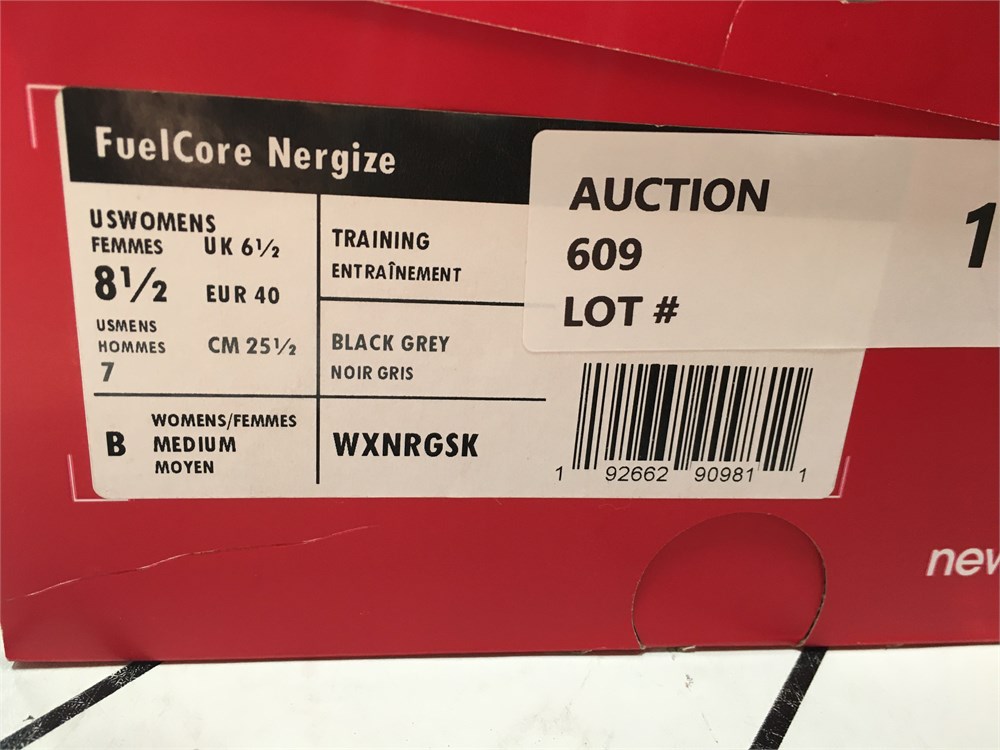 FuelCore Nergize
USWOMENS
FEMMES UK 6½
8½ EUR 40
USMENS
HOMMES CM 25½
7
TRAINING
ENTRAÎNEMENT
BLACK GREY
NOIR GRIS
B WOMENS/FEMMES
MEDIUM
MOYEN
WXNRGSK
AUCTION
609
LOT #
1
1 92662 90981 1
new